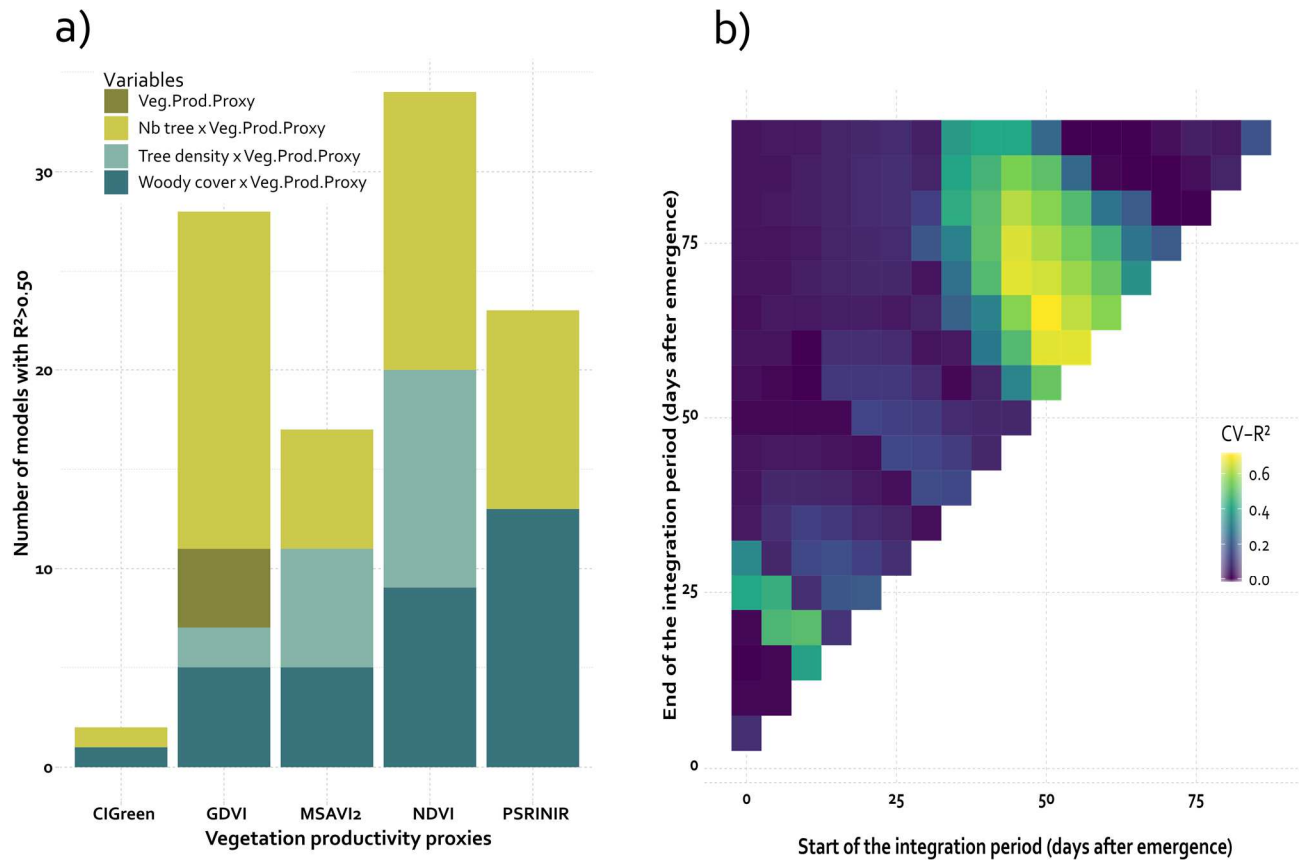 a)
Variables
Veg.Prod.Proxy
Nb tree x Veg.Prod.Proxy
Tree density x Veg.Prod.Proxy
Woody cover x Veg.Prod.Proxy
Number of models with R²>0.50
30
20
10
0
CIGreen
GDVI
MSAVI2
NDVI
PSRINIR
Vegetation productivity proxies
b)
End of the integration period (days after emergence)
75
50
25
0
CV-R²
0.6
0.4
0.2
0.0
0
25
50
75
Start of the integration period (days after emergence)